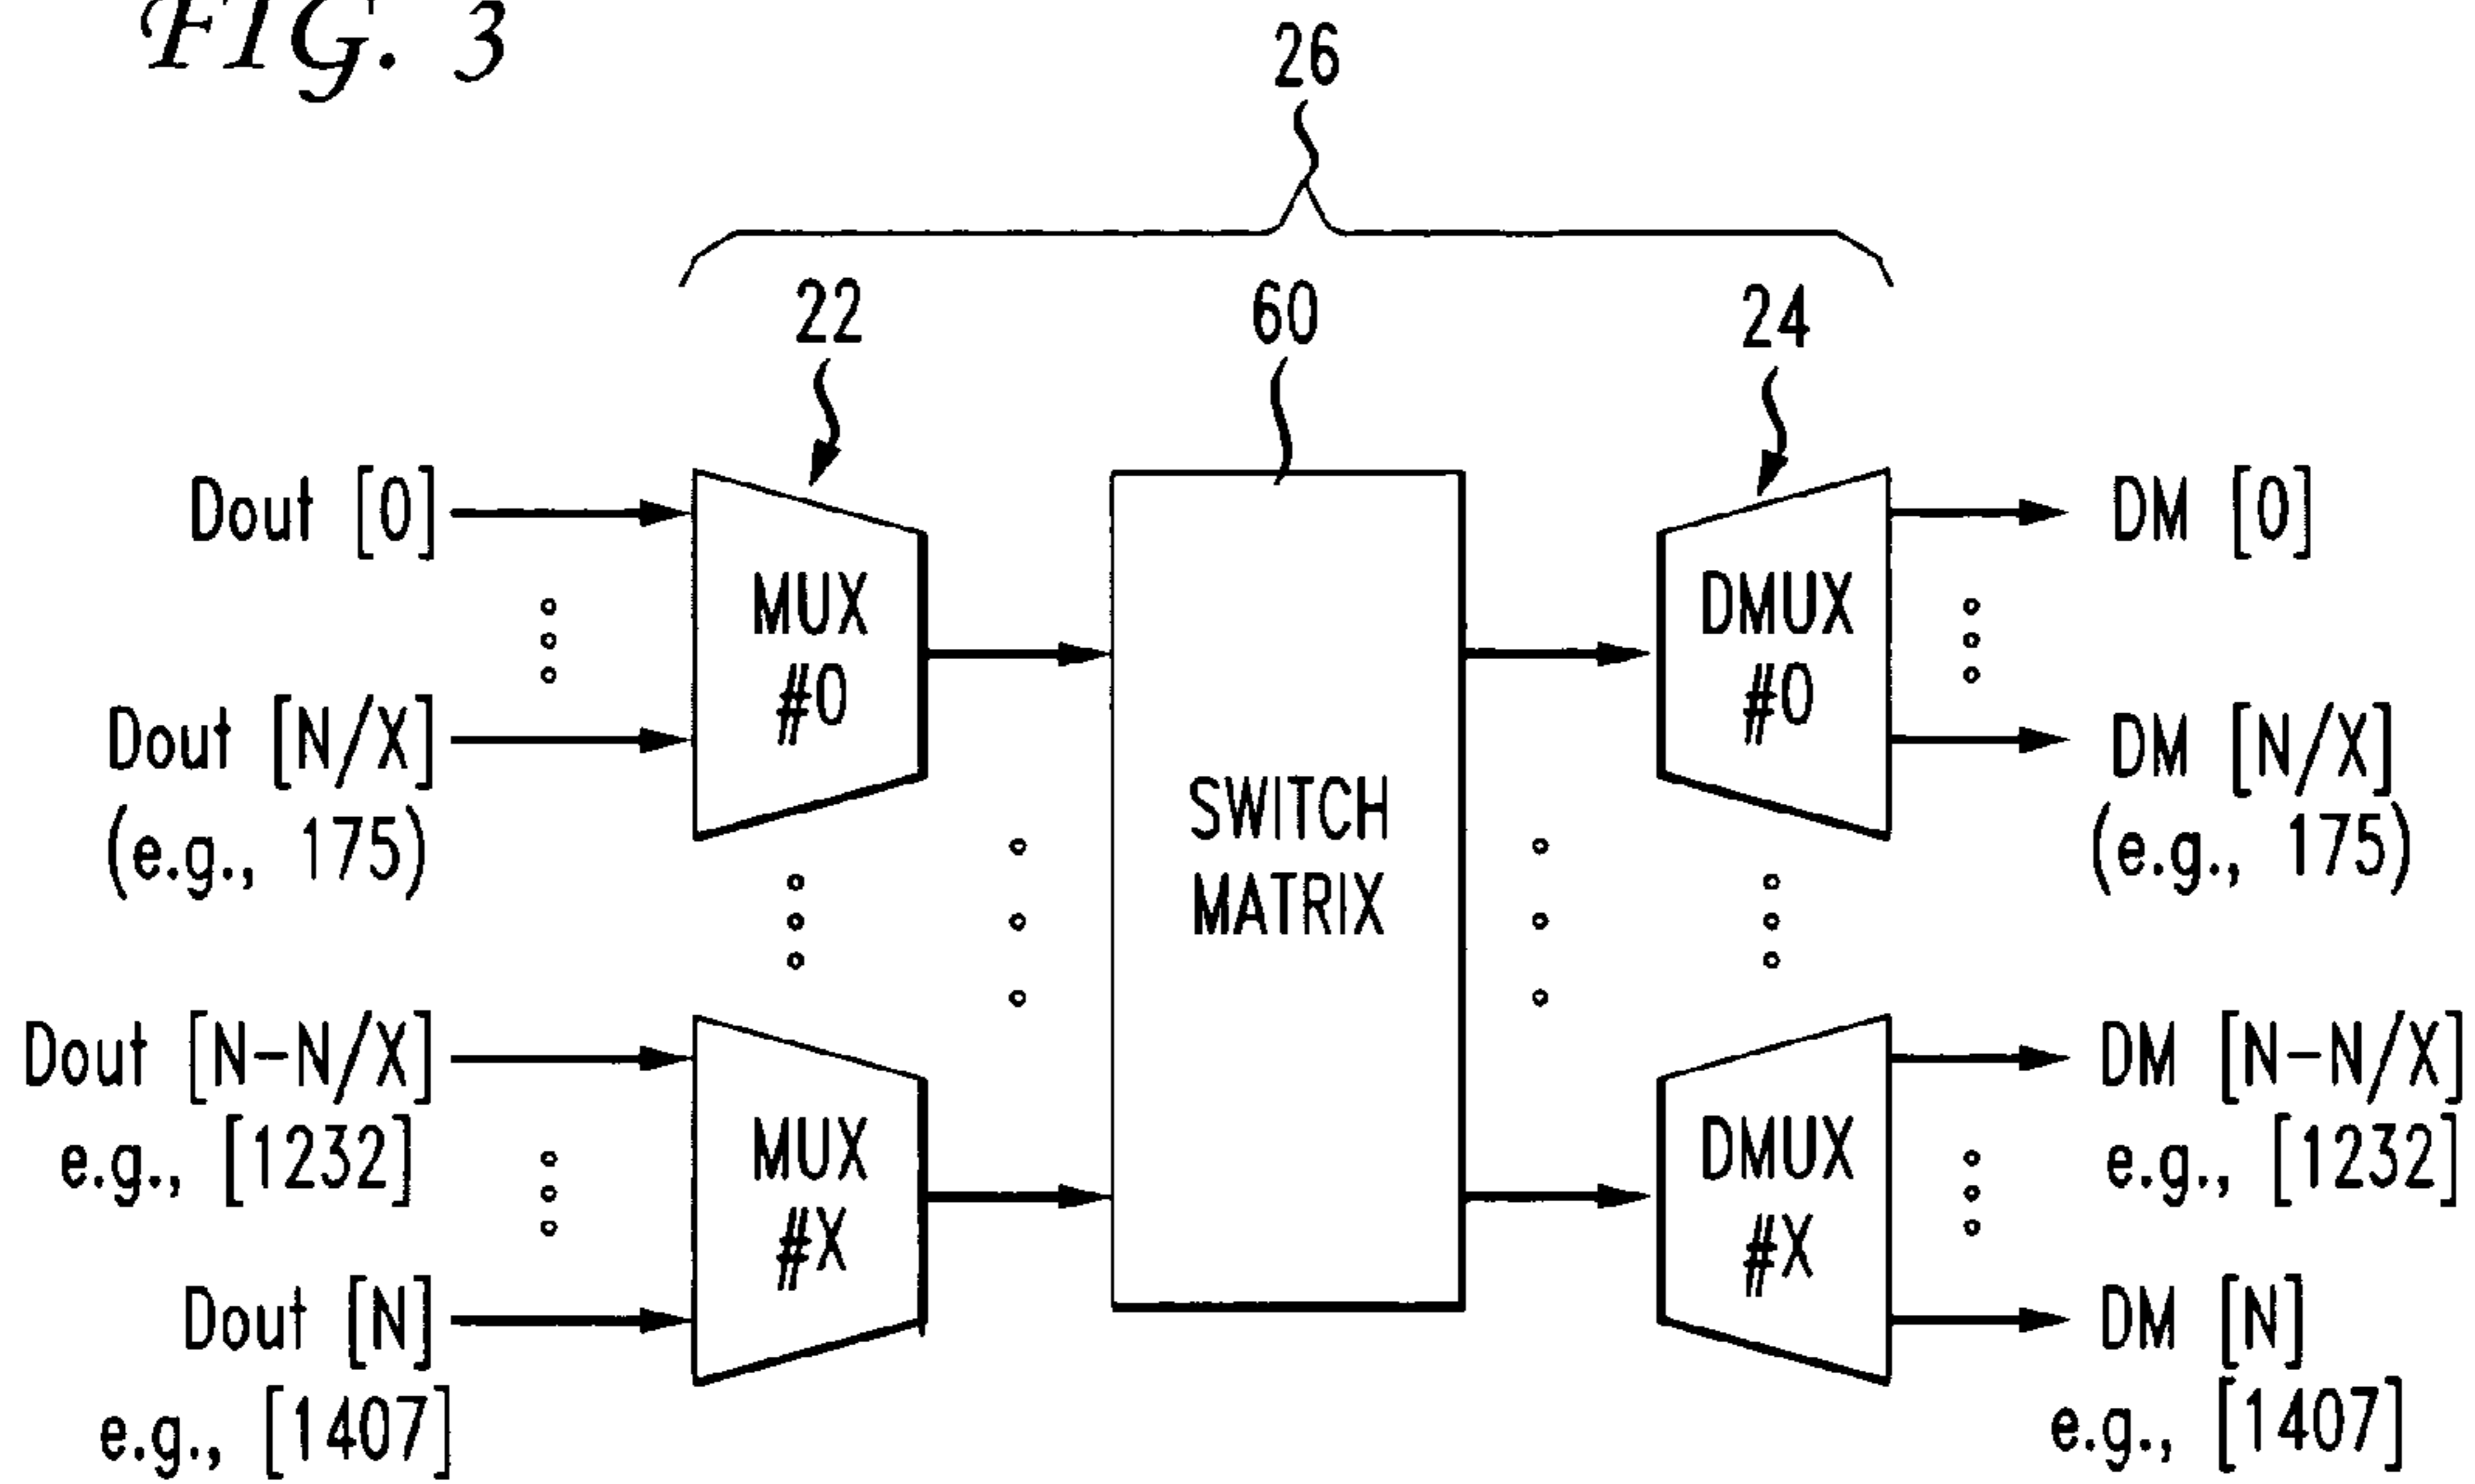 FIG. 3
26
22
60
24
Dout [0]
Dout [N/X]
(e.g., 175)
Dout [N-N/X]
e.g., [1232]
Dout [N]
e.g., [1407]
MUX
#0
MUX
#X
SWITCH
MATRIX
DMUX
#0
DMUX
#X
DM [0]
DM [N/X]
(e.g., 175)
DM [N-N/X]
e.g., [1232]
DM [N]
e.g., [1407]